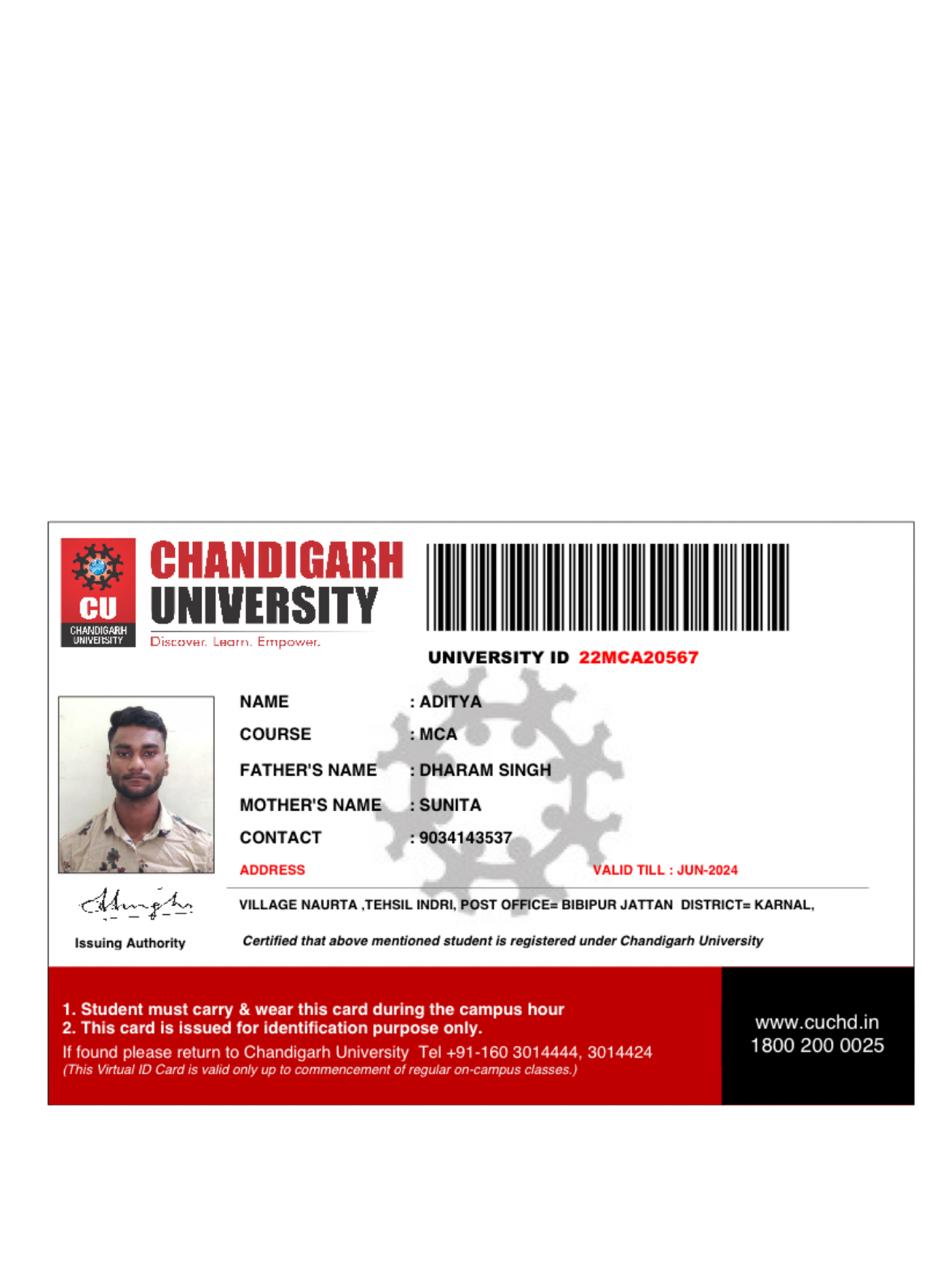 CU
CHANDIGARH
UNIVERSITY
CHANDIGARH
UNIVERSITY
Discover. Learn. Empower.
UNIVERSITY ID 22MCA20567
NAME : ADITYA
COURSE : MCA
FATHER'S NAME : DHARAM SINGH
MOTHER'S NAME : SUNITA
CONTACT : 9034143537
ADDRESS VALID TILL : JUN-2024
VILLAGE NAURTA ,TEHSIL INDRI, POST OFFICE= BIBIPUR JATTAN DISTRICT= KARNAL,
Issuing Authority
Certified that above mentioned student is registered under Chandigarh University
1. Student must carry & wear this card during the campus hour
2. This card is issued for identification purpose only.
If found please return to Chandigarh University Tel +91-160 3014444, 3014424
(This Virtual ID Card is valid only up to commencement of regular on-campus classes.)
www.cuchd.in
1800 200 0025